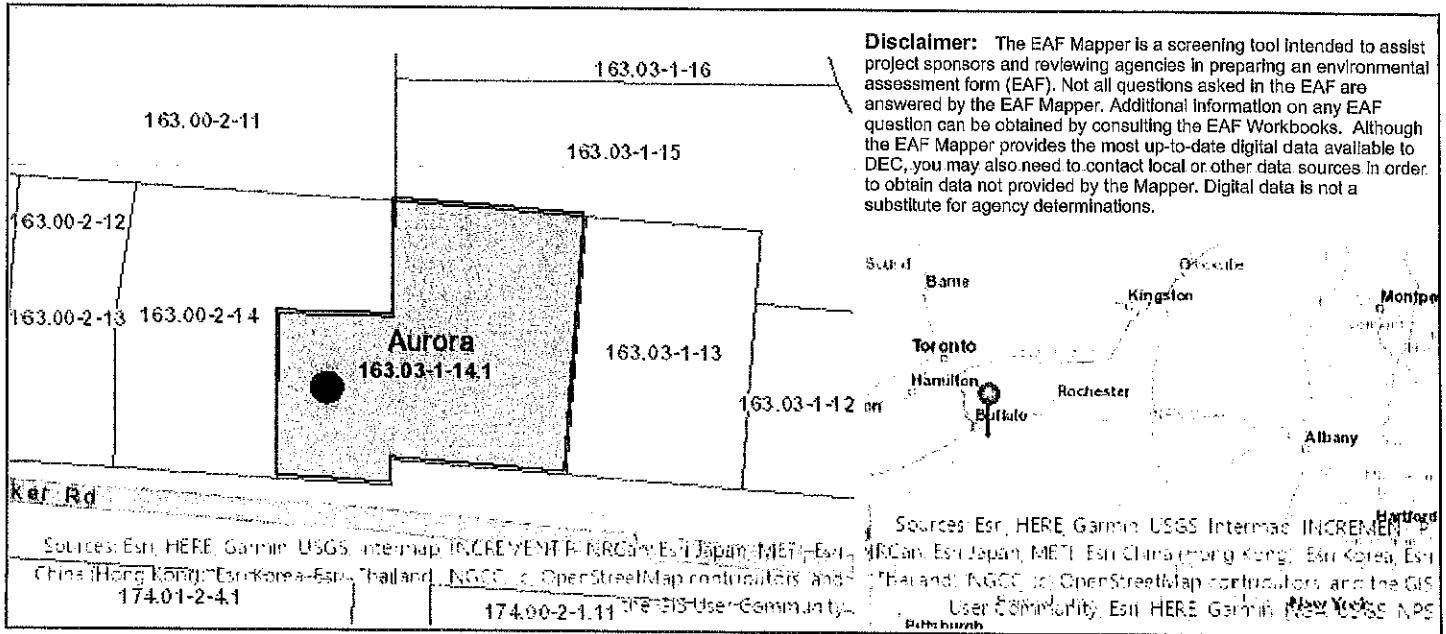 Disclaimer: The EAF Mapper is a screening tool intended to assist
project sponsors and reviewing agencies in preparing an environmental
assessment form (EAF). Not all questions asked in the EAF are
answered by the EAF Mapper. Additional information on any EAF
question can be obtained by consulting the EAF Workbooks. Although
the EAF Mapper provides the most up-to-date digital data available to
DEC, you may also need to contact local or other data sources in order
to obtain data not provided by the Mapper. Digital data is not a
substitute for agency determinations.
163.03-1-16
163.00-2-11
163.03-1-15
163.00-2-12
163.00-2-13
163.00-2-14
Aurora
163.03-1-14.1
163.03-1-13
163.03-1-12
ker Rd
Sources: Esri, HERE, Garmin, USGS, Intermap, INCREMENT P, NRCan, Esri Japan, METI, Esri
China (Hong Kong), Esri Korea, Esri (Thailand), NGCC, (c) OpenStreetMap contributors, and
the GIS User Community
174.01-2-4.1
174.00-2-1.11
Sound
Barrie
Kingston
Montpe
Toronto
Hamilton
Rochester
Buffalo
Albany
Hartford
Sources: Esri, HERE, Garmin, USGS, Intermap, INCREMENT P,
NRCan, Esri Japan, METI, Esri China (Hong Kong), Esri Korea, Esri
(Thailand), NGCC, (c) OpenStreetMap contributors, and the GIS
User Community, Esri, HERE, Garmin, USGS, NPS
New York
Pittsburgh